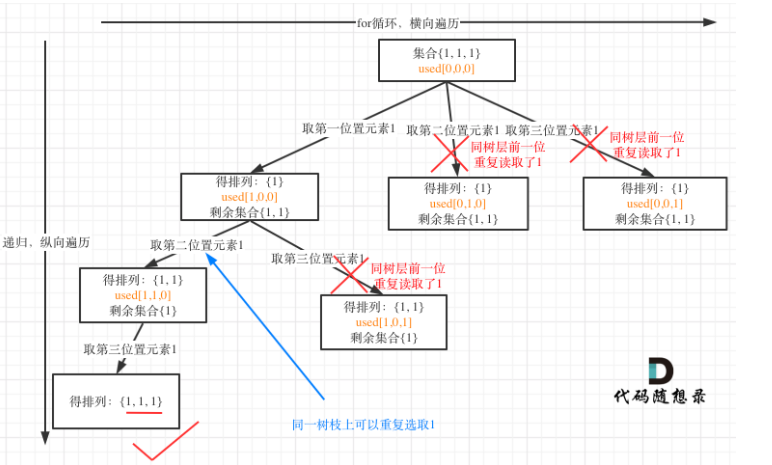 for循环，横向遍历
集合{1, 1, 1}
used[0,0,0]
取第一位置元素1
取第二位置元素1
取第三位置元素1
同树层前一位
重复读取了1
同树层前一位
重复读取了1
得排列：{1}
used[1,0,0]
剩余集合{1, 1}
得排列：{1}
used[0,1,0]
剩余集合{1, 1}
得排列：{1}
used[0,0,1]
剩余集合{1, 1}
递归，纵向遍历
取第二位置元素1
取第三位置元素1
同树层前一位
重复读取了1
得排列：{1, 1}
used[1,1,0]
剩余集合{1}
得排列：{1, 1}
used[1,0,1]
剩余集合{1}
取第三位置元素1
得排列：{1, 1, 1}
同一树枝上可以重复选取1
代码随想录